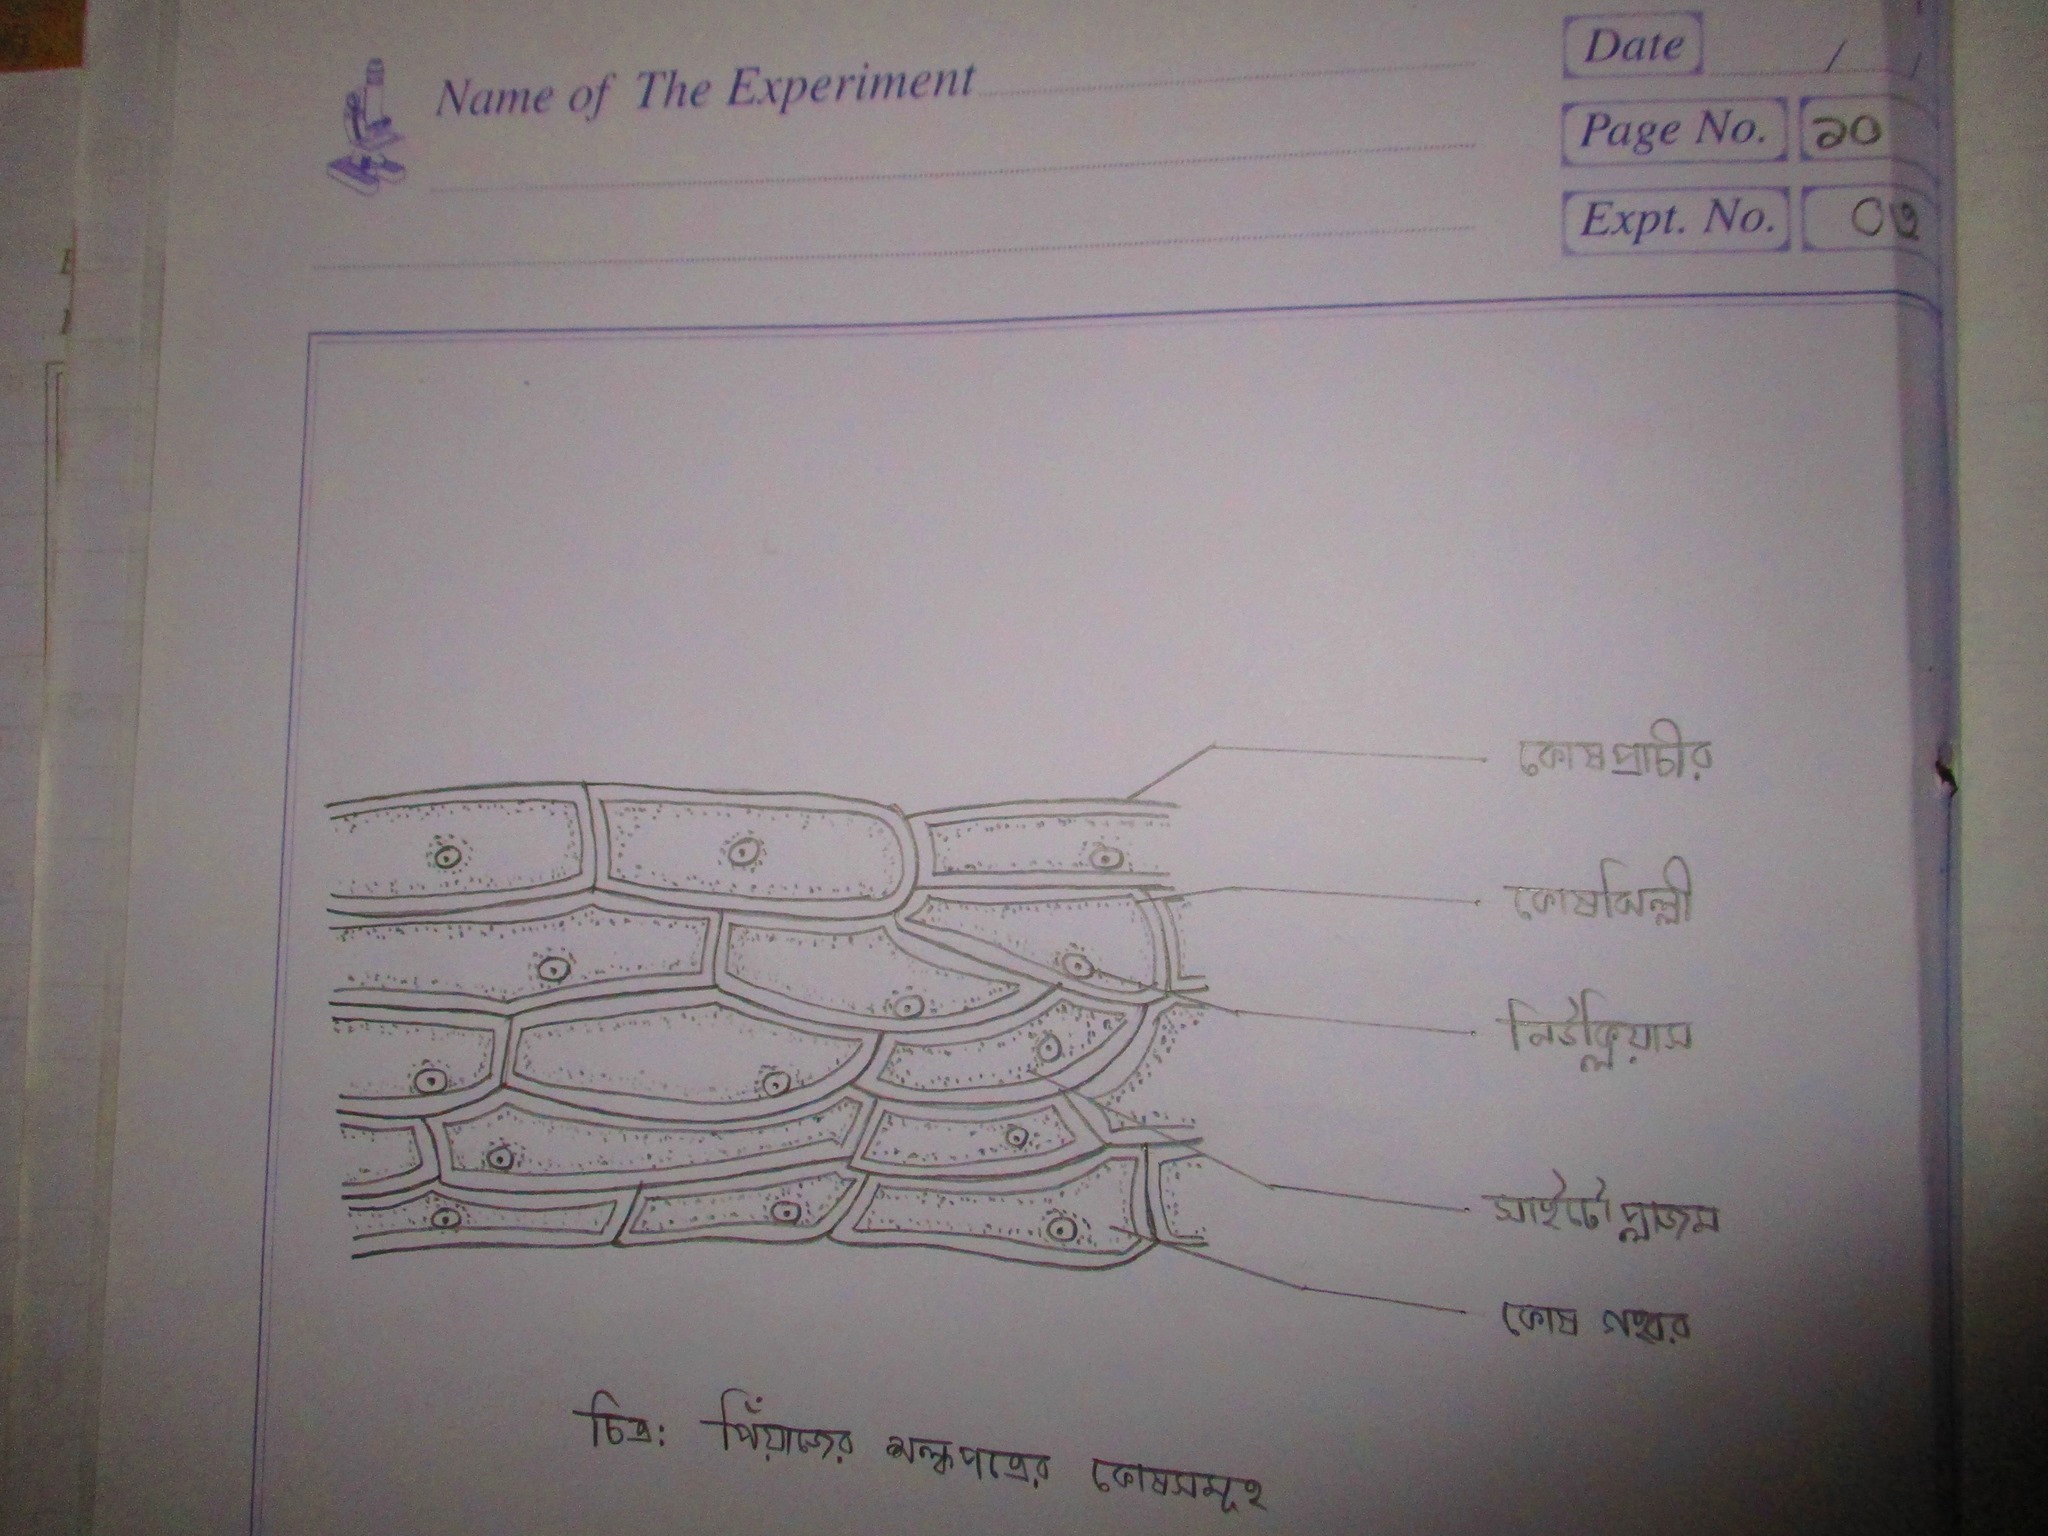 Name of The Experiment
Date / /
Page No. ১০
Expt. No. ০৩
কোষপ্রাচীর
কোষঝিল্লী
নিউক্লিয়াস
সাইটোপ্লাজম
কোষ গহ্বর
চিত্র: পিঁয়াজের শল্কপত্রের কোষসমূহ